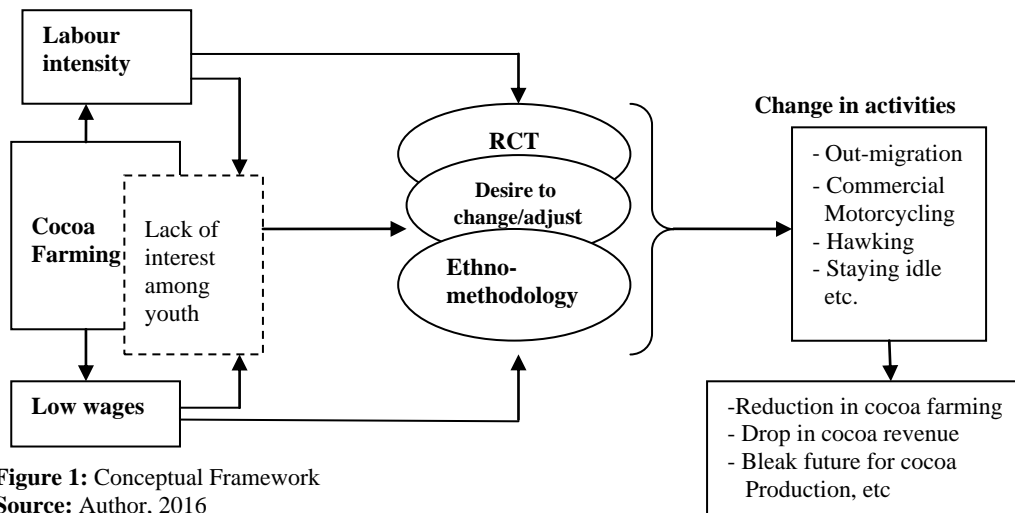 Labour
intensity
Cocoa
Farming
Lack of
interest
among
youth
Low wages
RCT
Desire to
change/adjust
Ethno-
methodology
Change in activities
- Out-migration
- Commercial
Motorcycling
- Hawking
- Staying idle
etc.
-Reduction in cocoa farming
- Drop in cocoa revenue
- Bleak future for cocoa
Production, etc
Figure 1: Conceptual Framework
Source: Author, 2016